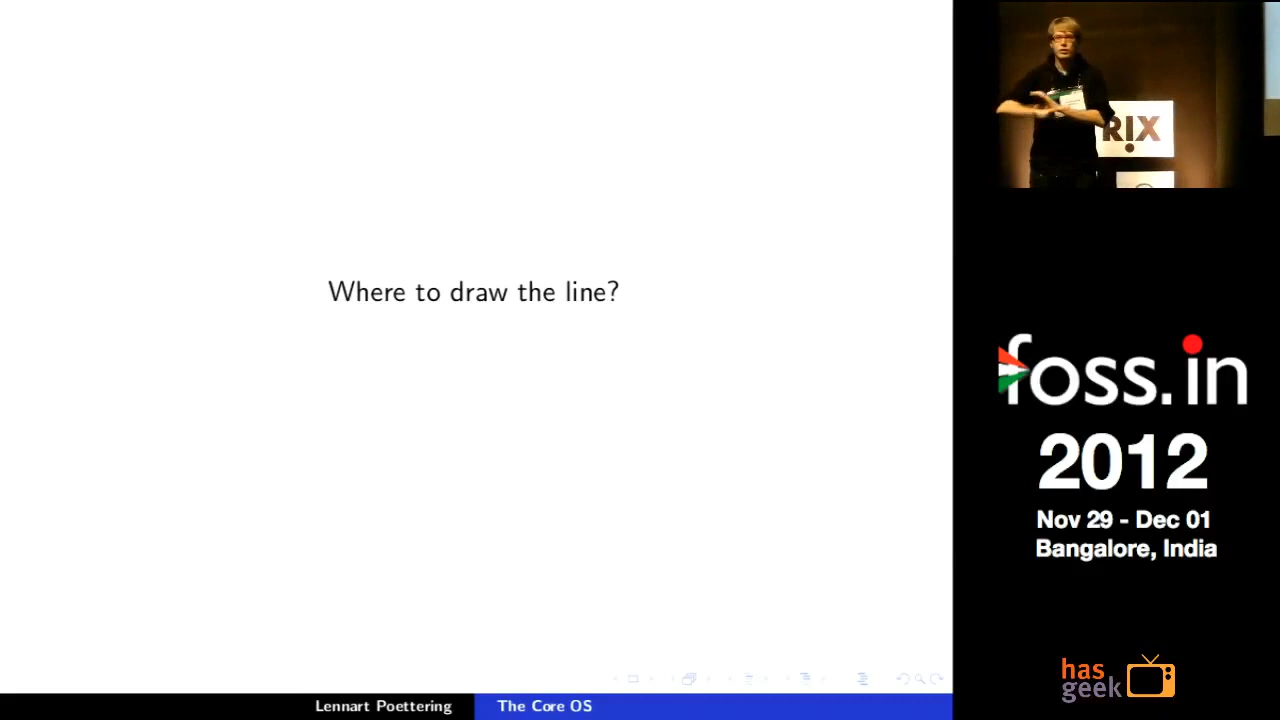 Where to draw the line?
Lennart Poettering
The Core OS
RIX
foss.in
2012
Nov 29 - Dec 01
Bangalore, India
has
geek